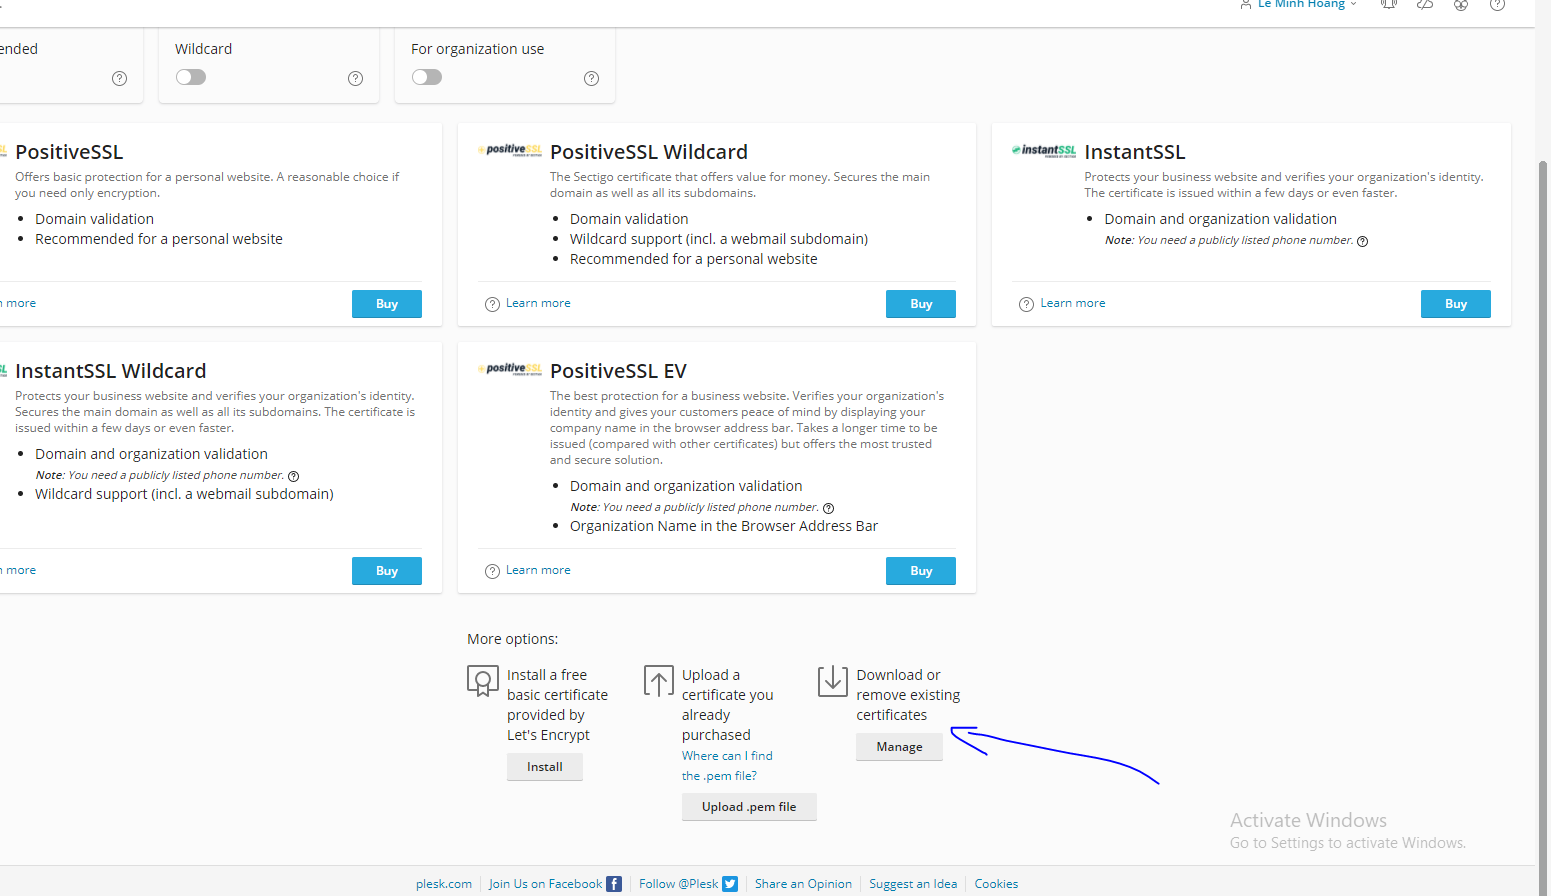 Le Minh Hoang
ended
Wildcard
For organization use
positiveSSL
PositiveSSL
Offers basic protection for a personal website. A reasonable choice if
you need only encryption.
Domain validation
Recommended for a personal website
more
Buy
PositiveSSL Wildcard
The Sectigo certificate that offers value for money. Secures the main
domain as well as all its subdomains.
Domain validation
Wildcard support (incl. a webmail subdomain)
Recommended for a personal website
Learn more
Buy
instantSSL
InstantSSL
Protects your business website and verifies your organization's identity.
The certificate is issued within a few days or even faster.
Domain and organization validation
Note: You need a publicly listed phone number.
Learn more
Buy
InstantSSL Wildcard
Protects your business website and verifies your organization's identity.
Secures the main domain as well as all its subdomains. The certificate is
issued within a few days or even faster.
Domain and organization validation
Note: You need a publicly listed phone number.
Wildcard support (incl. a webmail subdomain)
more
Buy
positiveSSL
PositiveSSL EV
The best protection for a business website. Verifies your organization's
identity and gives your customers peace of mind by displaying your
company name in the browser address bar. Takes a longer time to be
issued (compared with other certificates) but offers the most trusted
and secure solution.
Domain and organization validation
Note: You need a publicly listed phone number.
Organization Name in the Browser Address Bar
Learn more
Buy
More options:
Install a free
basic certificate
provided by
Let's Encrypt
Install
Upload a
certificate you
already
purchased
Where can I find
the .pem file?
Upload .pem file
Download or
remove existing
certificates
Manage
Activate Windows
Go to Settings to activate Windows.
plesk.com
Join Us on Facebook
Follow @Plesk
Share an Opinion
Suggest an Idea
Cookies